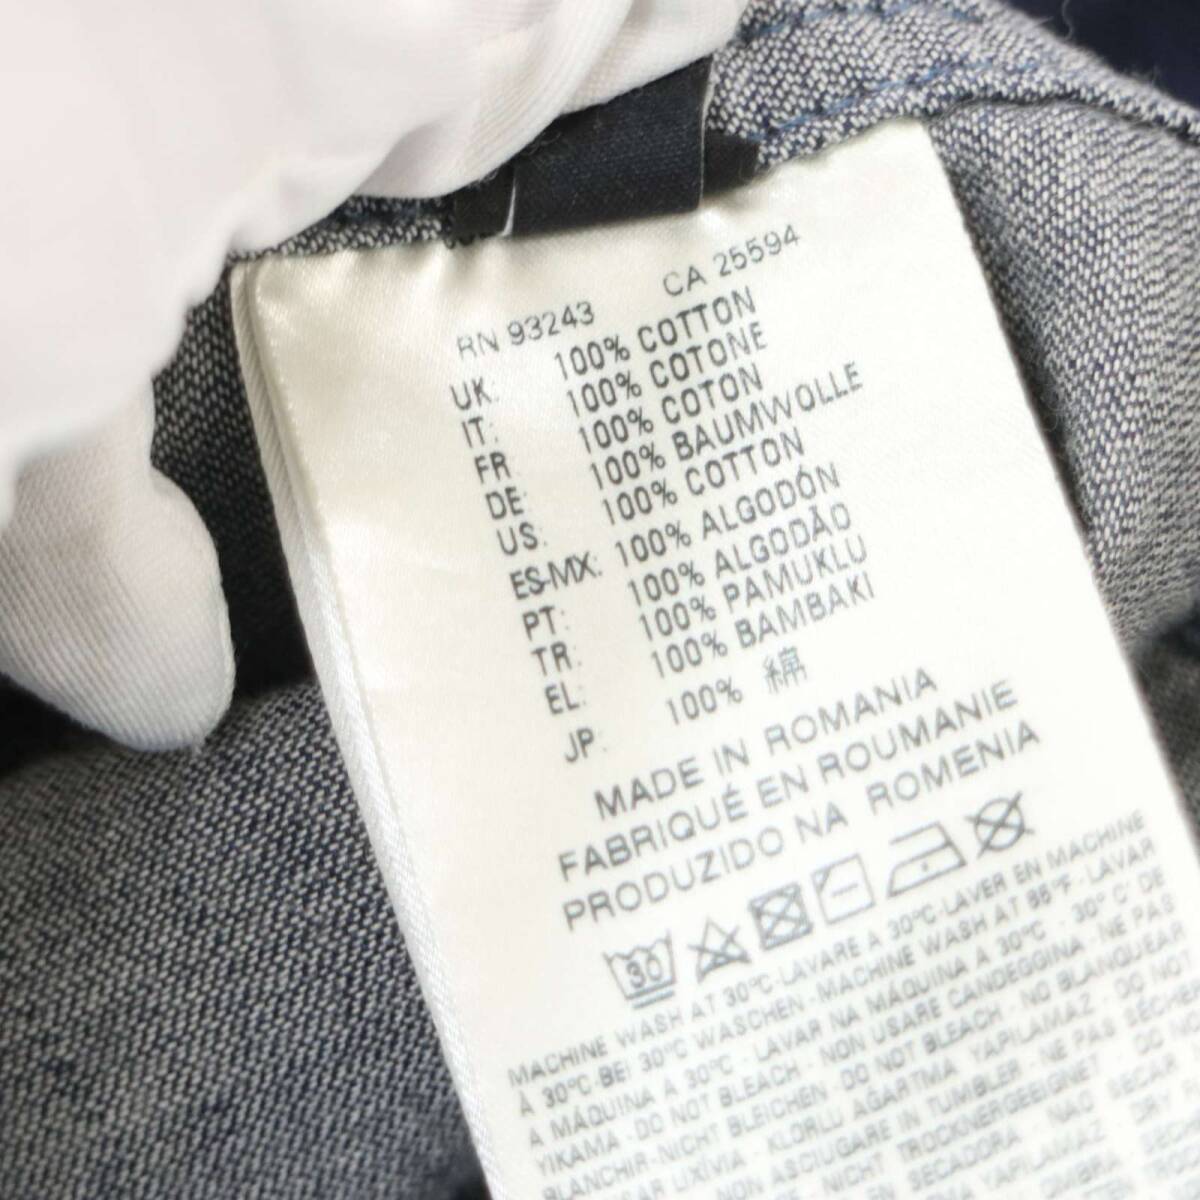 RN 93243 CA 25594
UK: 100% COTTON
IT: 100% COTONE
FR 100% COTON
DE: 100% BAUMWOLLE
US: 100% COTTON
ES-MX: 100% ALGODÓN
PT: 100% ALGODÃO
TR: 100% PAMUKLU
EL: 100% BAMBAKI
JP: 100% 綿
MADE IN ROMANIA
FABRIQUÉ EN ROUMANIE
PRODUZIDO NA ROMENIA
30
MACHINE WASH AT 30°C-LAVARE A 30°C-LAVER EN MACHINE
À 30°C-BEI 30°C WASCHEN-MACHINE WASH AT 86°F-LAVAR
A MÁQUINA À 30°C - LAVAR NA MÁQUINA À 30°C - 30° C' DE
YIKAMA-DO NOT BLEACH - NON USARE CANDEGGINA - NE PAS
BLANCHIR-NICHT BLEICHEN-DO NOT BLEACH - NO BLANQUEAR
LIXÍVIA - KLORLU AĞARTMA YAPILAMAZ - DO NOT
ASCIUGARE IN TUMBLER - NE PAS SÉCHER
NICHT TROCKNERGEEIGNET - DO
SECADORA - NAO SECAR